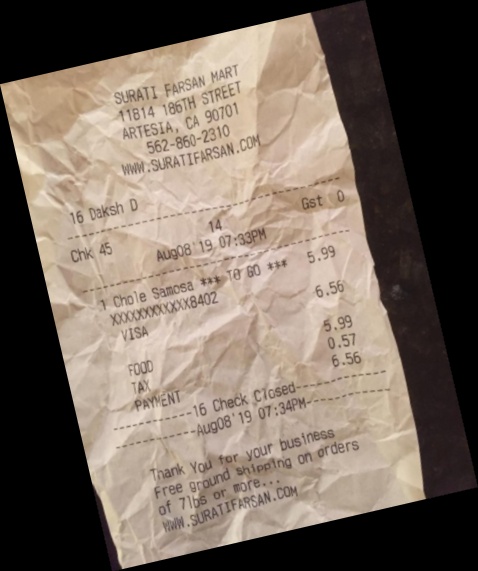 SURATI FARSAN MART
11814 186TH STREET
ARTESIA, CA 90701
562-860-2310
WWW.SURATIFARSAN.COM
16 Daksh D
Chk 45 14 Gst 0
Aug08'19 07:33PM
1 Chole Samosa *** TO GO *** 5.99
XXXXXXXXXXXX8402
VISA 6.56
FOOD 5.99
TAX 0.57
PAYMENT 6.56
----------16 Check Closed----------
----------Aug08'19 07:34PM----------
Thank You for your business
Free ground shipping on orders
of 7lbs or more...
WWW.SURATIFARSAN.COM